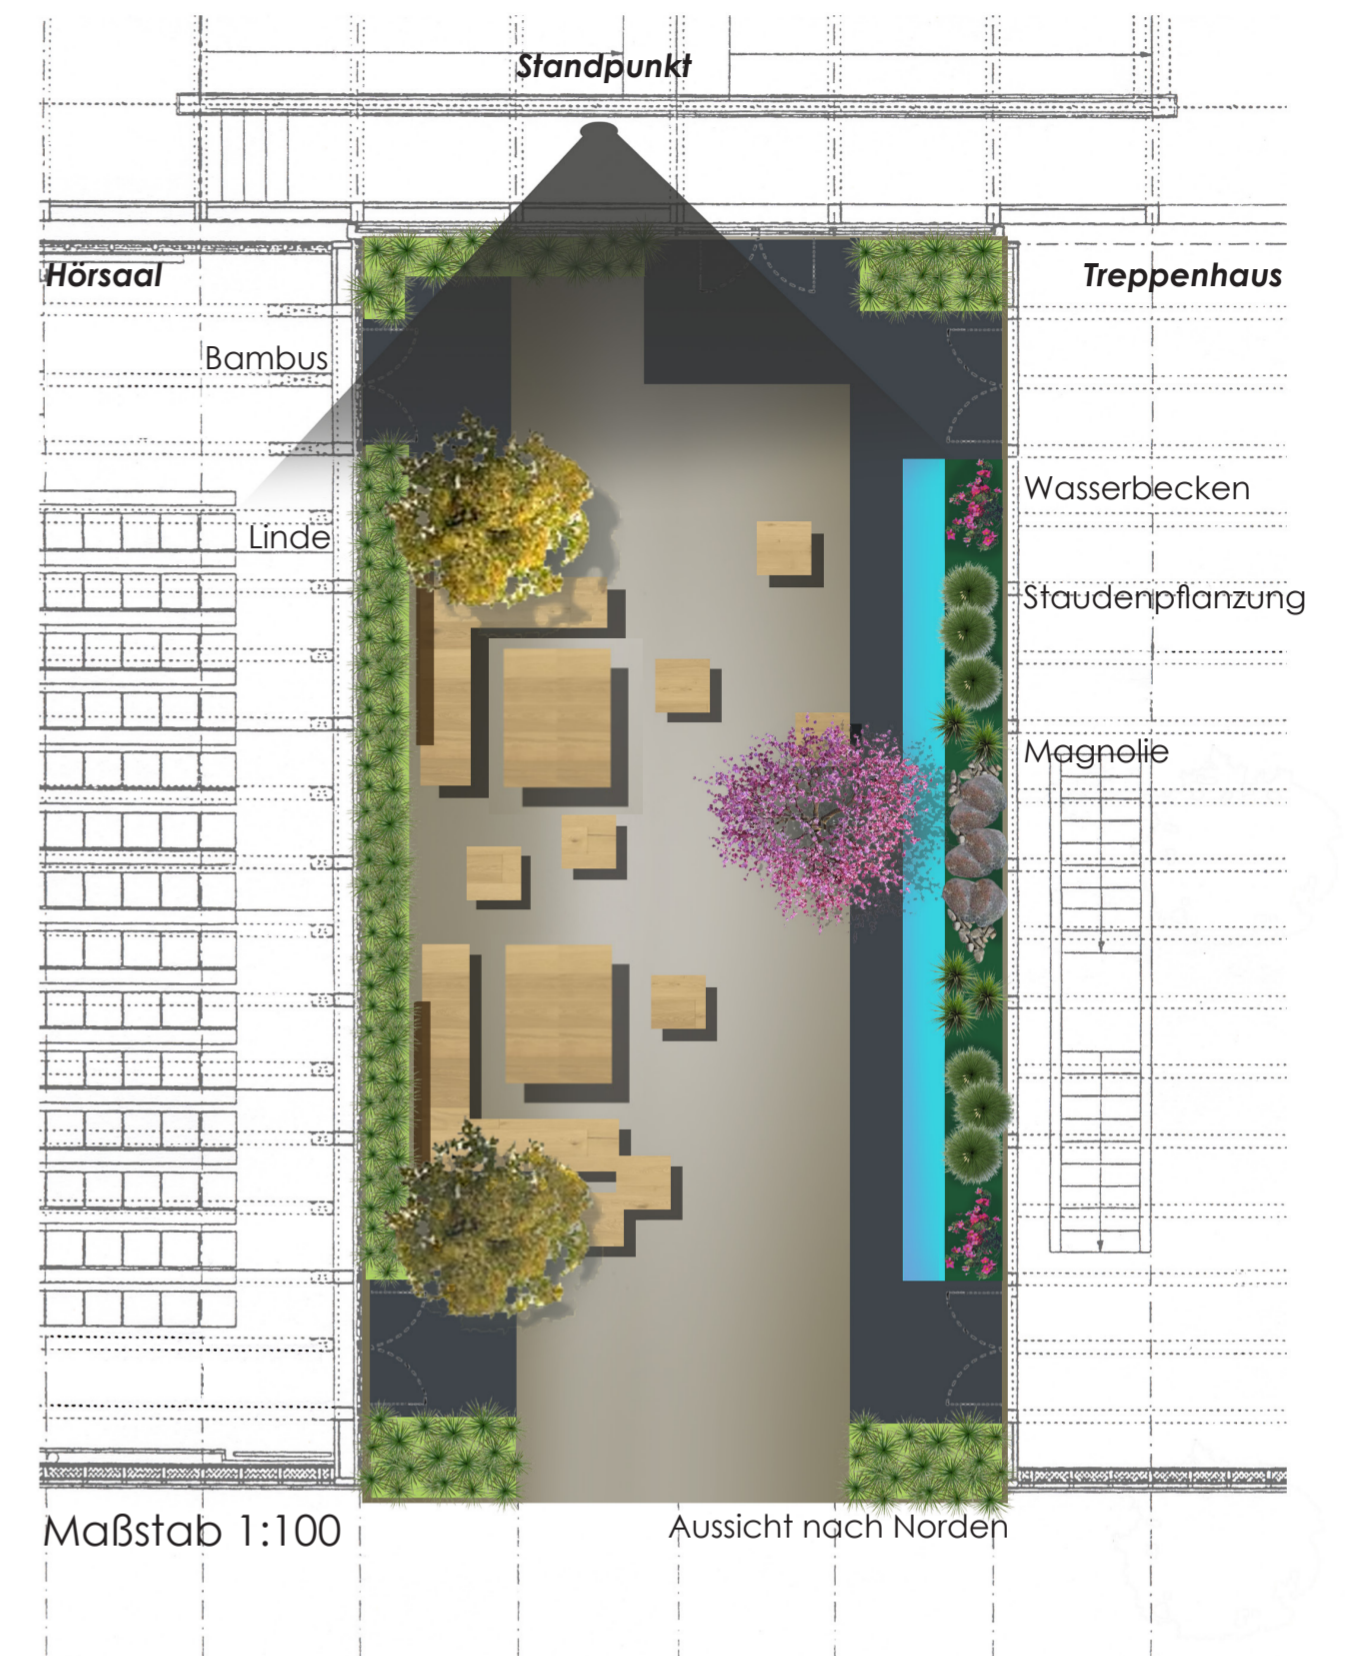 Standpunkt
Hörsaal
Treppenhaus
Bambus
Wasserbecken
Linde
Staudenpflanzung
Magnolie
Maßstab 1:100
Aussicht nach Norden